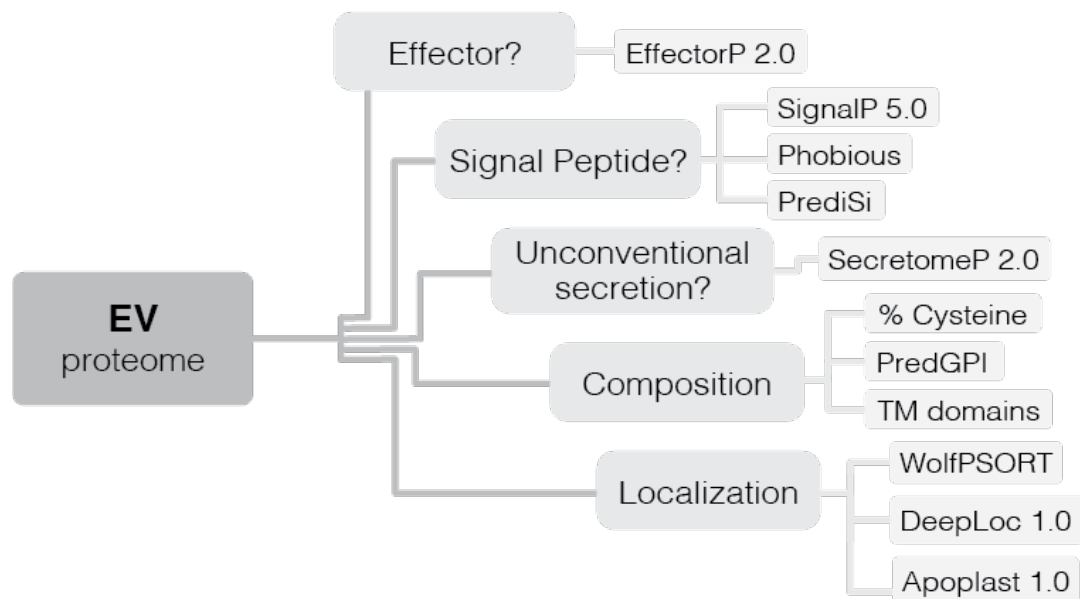 Effector?
EffectorP 2.0
Signal Peptide?
SignalP 5.0
Phobious
PrediSi
Unconventional
secretion?
SecretomeP 2.0
EV
proteome
Composition
% Cysteine
PredGPI
TM domains
Localization
WolfPSORT
DeepLoc 1.0
Apoplast 1.0